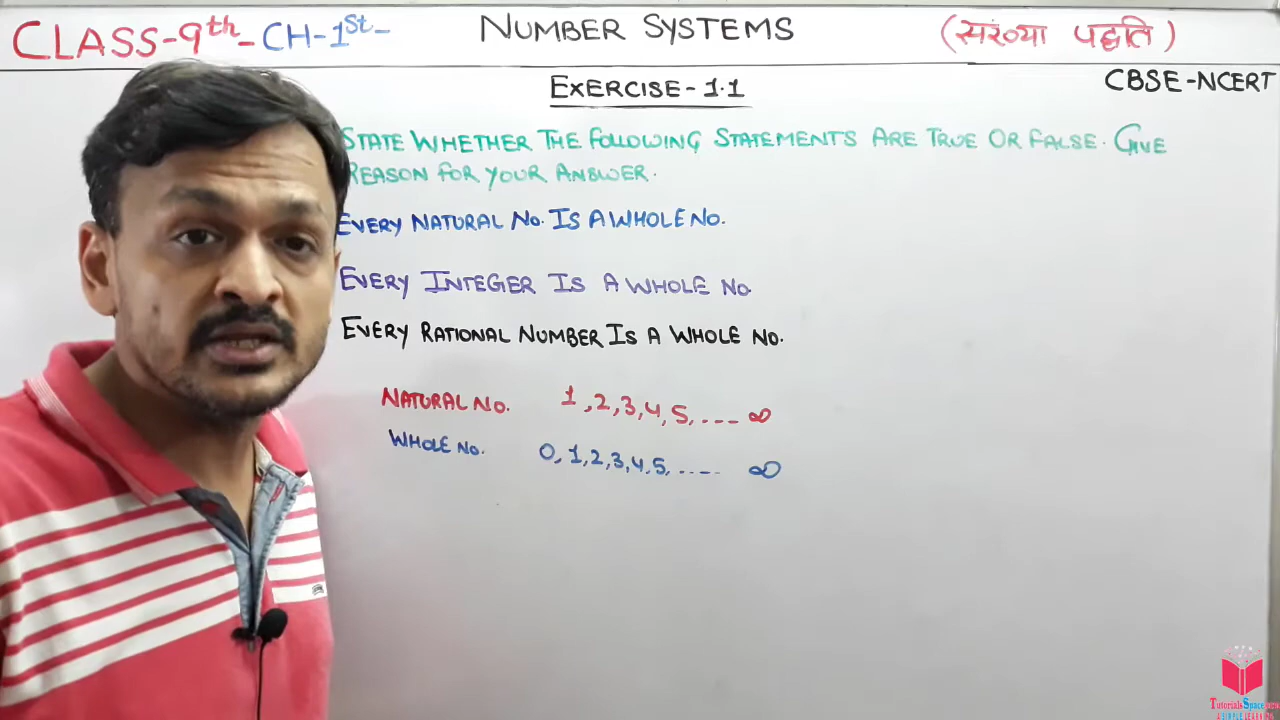 CLASS-9th-CH-1St- NUMBER SYSTEMS (संख्या पद्धति)
EXERCISE-1.1 CBSE-NCERT
STATE WHETHER THE FOLLOWING STATEMENTS ARE TRUE OR FALSE. GIVE
REASON FOR YOUR ANSWER.
EVERY NATURAL NO. IS A WHOLE NO.
EVERY INTEGER IS A WHOLE NO
EVERY RATIONAL NUMBER IS A WHOLE NO.
NATURAL NO. 1,2,3,4,5,.... ∞
WHOLE NO. 0,1,2,3,4,5,..... ∞